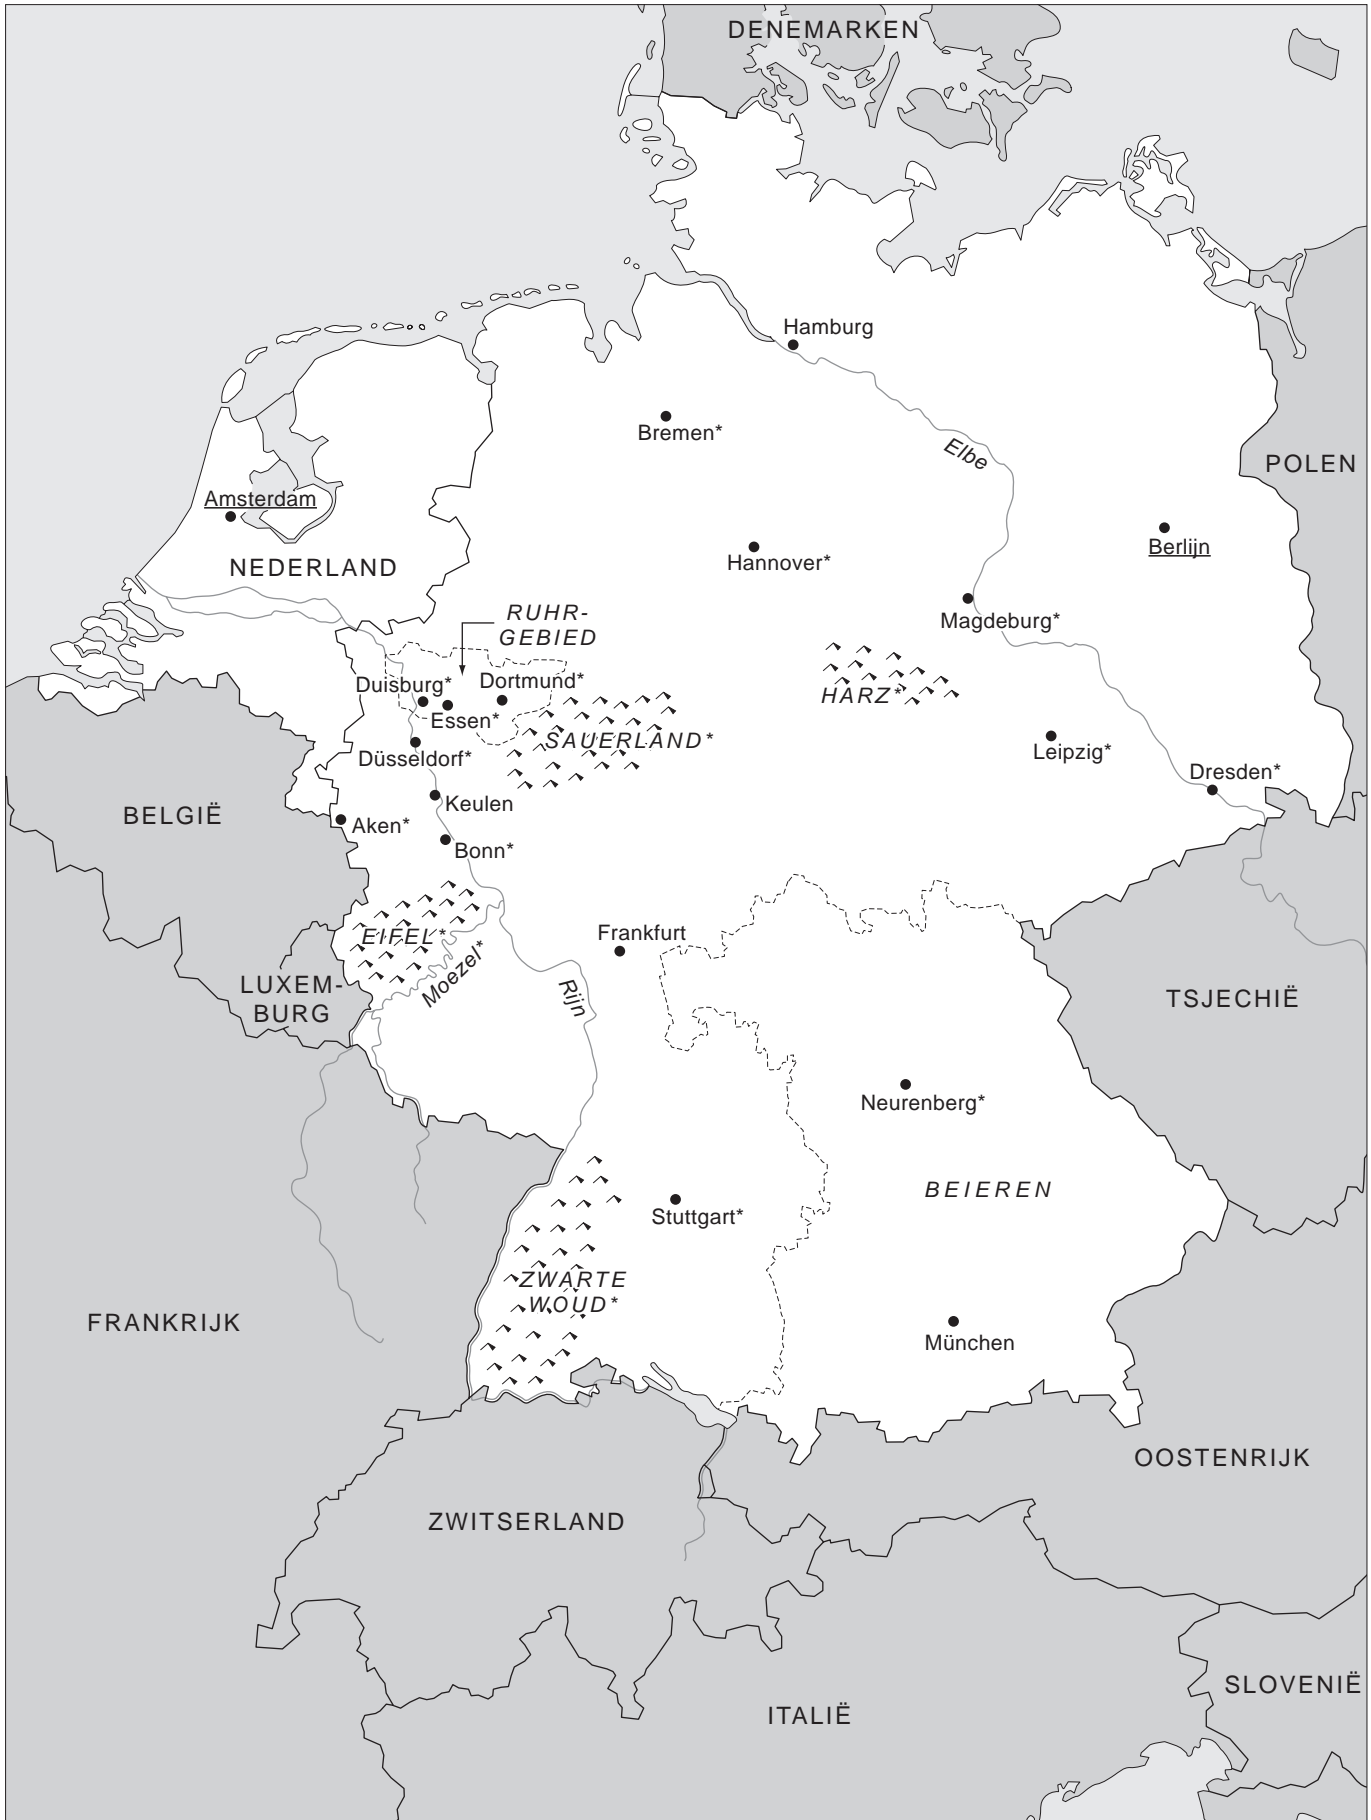 DENEMARKEN
Hamburg
Bremen*
Elbe
POLEN
Amsterdam
Berlijn
Hannover*
NEDERLAND
RUHR-
GEBIED
Magdeburg*
Duisburg*
Dortmund*
HARZ*
Essen*
SAUERLAND*
Düsseldorf*
Leipzig*
Dresden*
Keulen
BELGIË
Aken*
Bonn*
EIFEL*
Frankfurt
Moezel*
LUXEM-
BURG
Rijn
TSJECHIË
Neurenberg*
BEIEREN
Stuttgart*
ZWARTE
WOUD*
FRANKRIJK
München
OOSTENRIJK
ZWITSERLAND
SLOVENIË
ITALIË